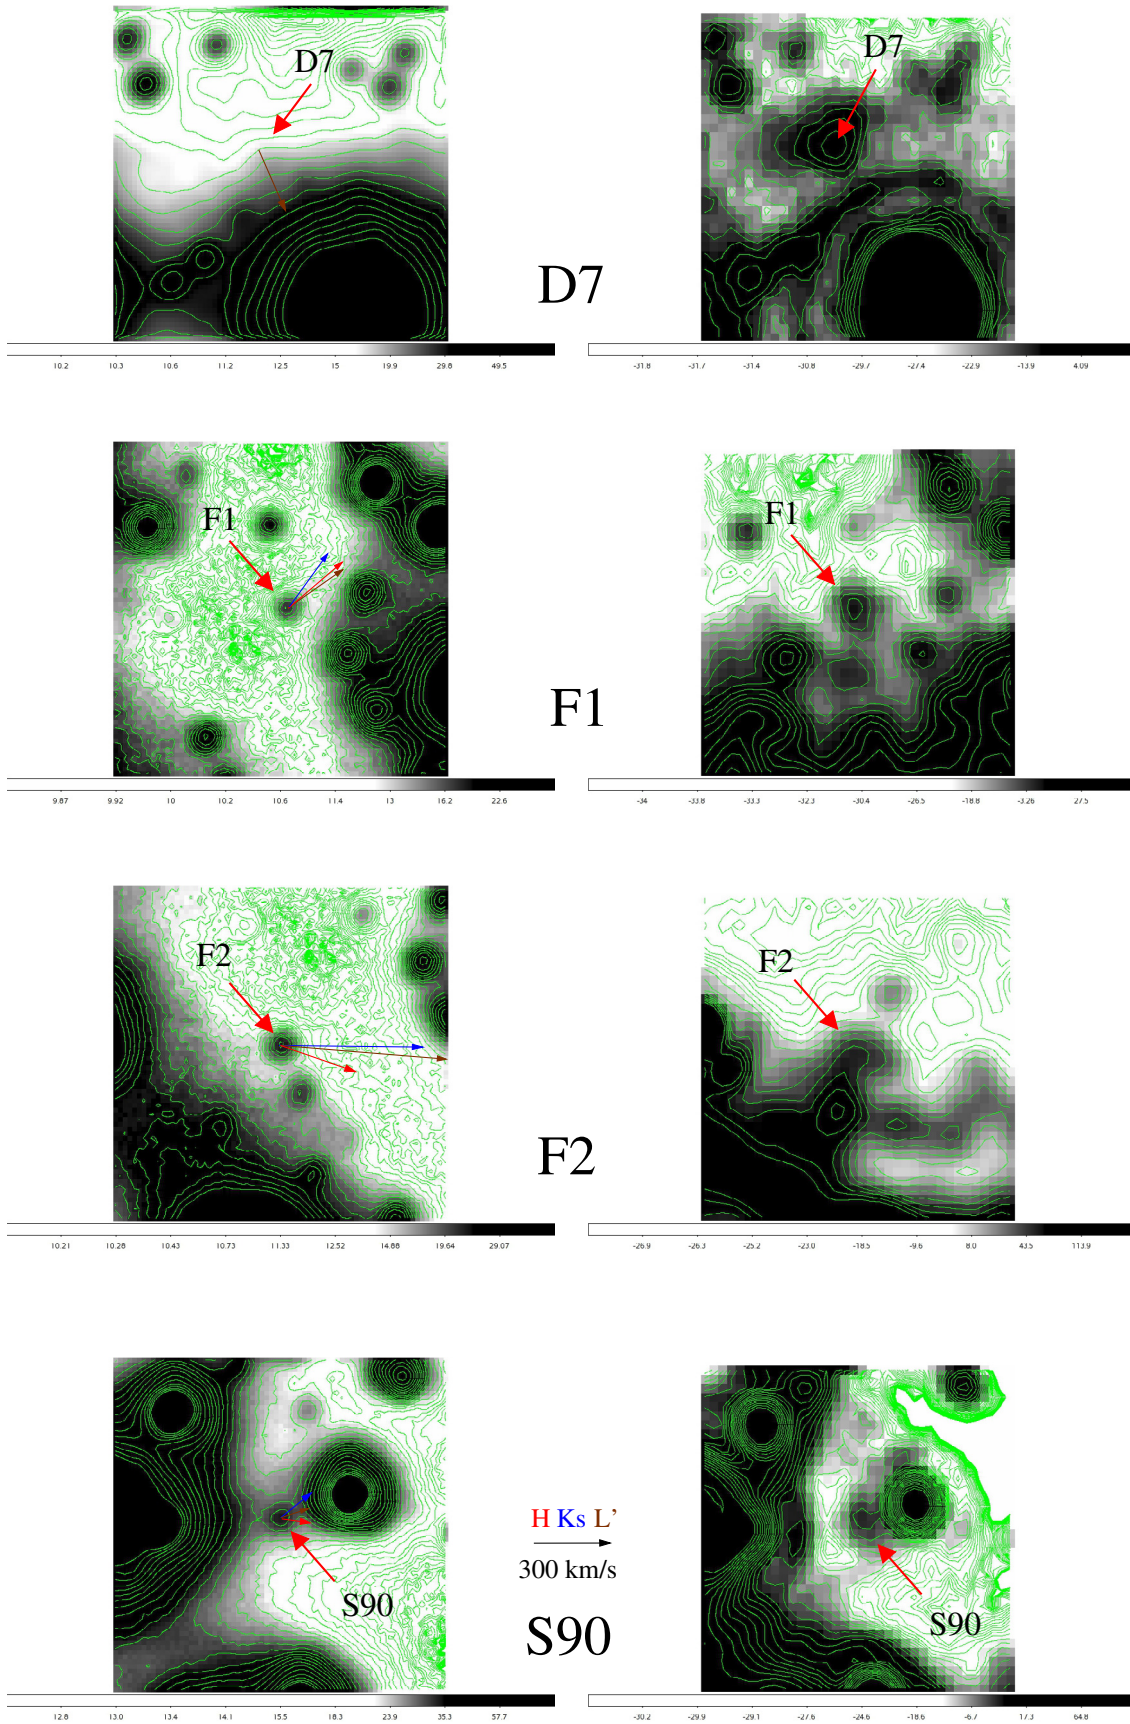 D7
D7
D7
10.2 10.3 10.6 11.2 12.5 15 19.9 29.8 49.5
-31.8 -31.7 -31.4 -30.8 -29.7 -27.4 -22.9 -13.9 4.09
F1
F1
F1
9.87 9.92 10 10.2 10.6 11.4 13 16.2 22.6
-34 -33.8 -33.3 -32.3 -30.4 -26.5 -18.8 -3.26 27.5
F2
F2
F2
10.21 10.28 10.43 10.73 11.33 12.52 14.88 19.64 29.07
-26.9 -26.3 -25.2 -23.0 -18.5 -9.6 8.0 43.5 113.9
H Ks L'
300 km/s
S90
S90
S90
12.8 13.0 13.4 14.1 15.5 18.3 23.9 35.3 57.7
-30.2 -29.9 -29.1 -27.6 -24.6 -18.6 -6.7 17.3 64.8